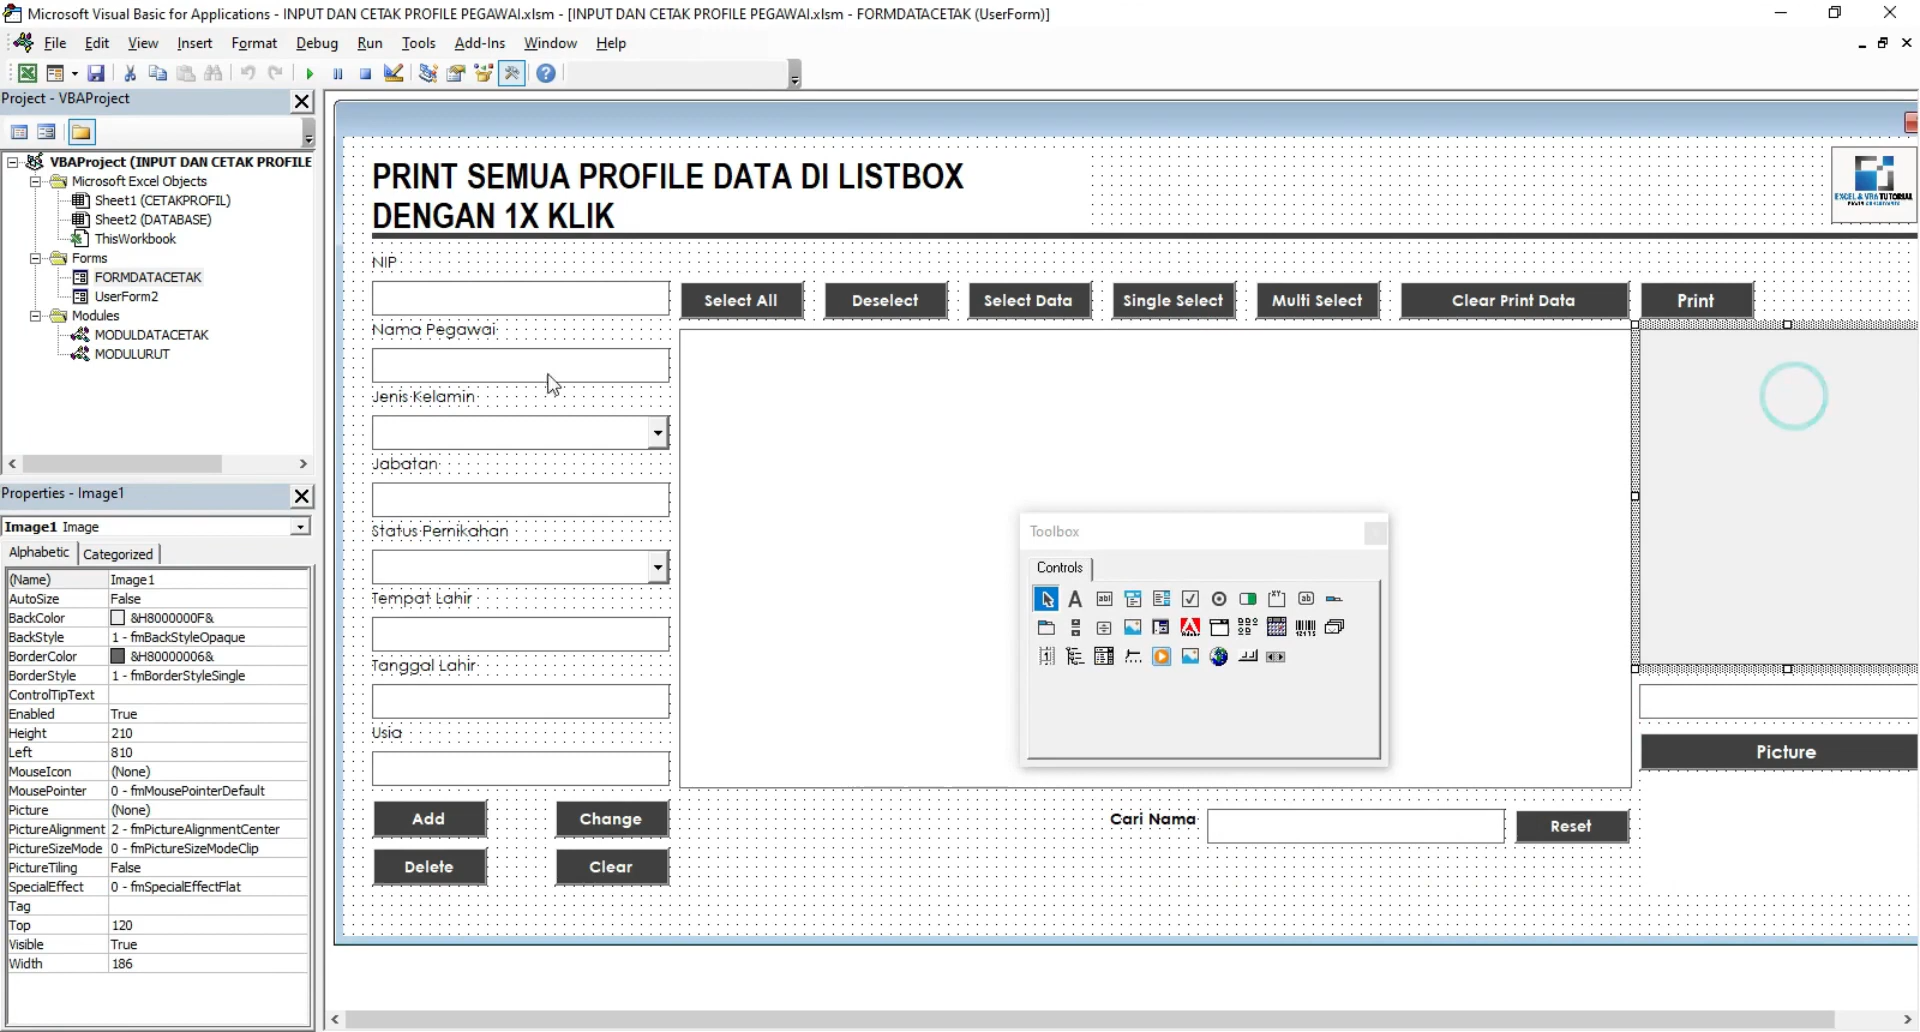 Microsoft Visual Basic for Applications - INPUT DAN CETAK PROFILE PEGAWAI.xlsm - [INPUT DAN CETAK PROFILE PEGAWAI.xlsm - FORMDATACETAK (UserForm)]
File Edit View Insert Format Debug Run Tools Add-Ins Window Help
Project - VBAProject
VBAProject (INPUT DAN CETAK PROFILE
Microsoft Excel Objects
Sheet1 (CETAKPROFIL)
Sheet2 (DATABASE)
ThisWorkbook
Forms
FORMDATACETAK
UserForm2
Modules
MODULDATACETAK
MODULURUT
Properties - Image1
Image1 Image
Alphabetic Categorized
(Name) Image1
AutoSize False
BackColor &H8000000F&
BackStyle 1 - fmBackStyleOpaque
BorderColor &H80000006&
BorderStyle 1 - fmBorderStyleSingle
ControlTipText
Enabled True
Height 210
Left 810
MouseIcon (None)
MousePointer 0 - fmMousePointerDefault
Picture (None)
PictureAlignment 2 - fmPictureAlignmentCenter
PictureSizeMode 0 - fmPictureSizeModeClip
PictureTiling False
SpecialEffect 0 - fmSpecialEffectFlat
Tag
Top 120
Visible True
Width 186
PRINT SEMUA PROFILE DATA DI LISTBOX
DENGAN 1X KLIK
EXCEL & VBA TUTORIAL
NIP
Select All Deselect Select Data Single Select Multi Select Clear Print Data Print
Nama Pegawai
Jenis Kelamin
Jabatan
Status Pernikahan
Tempat Lahir
Tanggal Lahir
Usia
Add Change
Delete Clear
Toolbox
Controls
Picture
Cari Nama
Reset